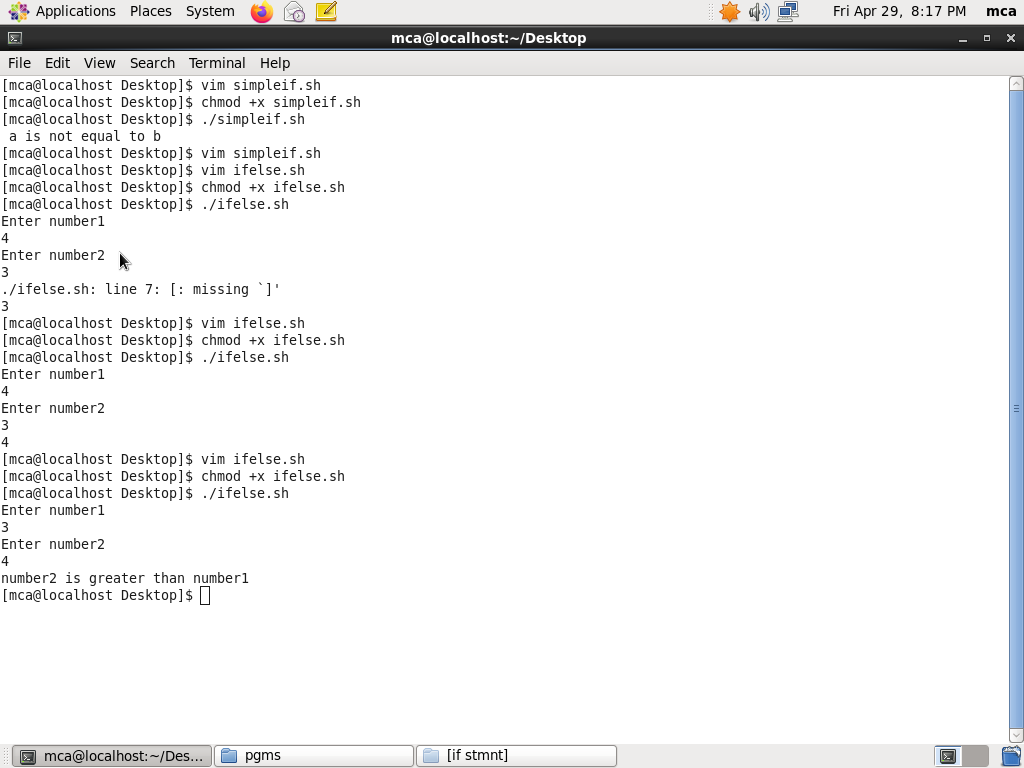 Applications Places System Fri Apr 29, 8:17 PM mca
mca@localhost:~/Desktop
File Edit View Search Terminal Help
[mca@localhost Desktop]$ vim simpleif.sh
[mca@localhost Desktop]$ chmod +x simpleif.sh
[mca@localhost Desktop]$ ./simpleif.sh
 a is not equal to b
[mca@localhost Desktop]$ vim simpleif.sh
[mca@localhost Desktop]$ vim ifelse.sh
[mca@localhost Desktop]$ chmod +x ifelse.sh
[mca@localhost Desktop]$ ./ifelse.sh
Enter number1
4
Enter number2
3
./ifelse.sh: line 7: [: missing `]'
3
[mca@localhost Desktop]$ vim ifelse.sh
[mca@localhost Desktop]$ chmod +x ifelse.sh
[mca@localhost Desktop]$ ./ifelse.sh
Enter number1
4
Enter number2
3
4
[mca@localhost Desktop]$ vim ifelse.sh
[mca@localhost Desktop]$ chmod +x ifelse.sh
[mca@localhost Desktop]$ ./ifelse.sh
Enter number1
3
Enter number2
4
number2 is greater than number1
[mca@localhost Desktop]$
mca@localhost:~/Des... pgms [if stmnt]